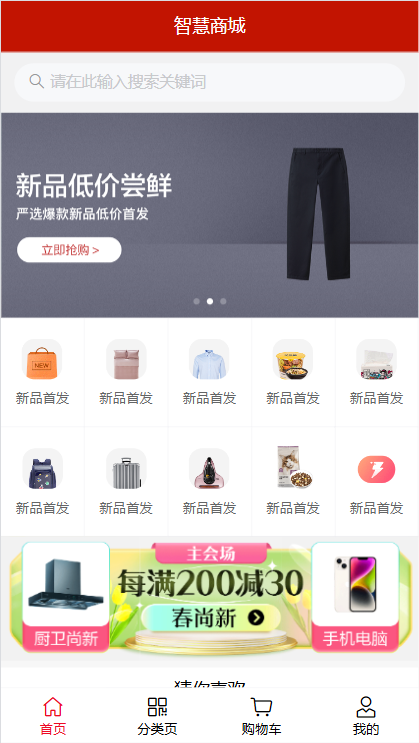 智慧商城
请在此输入搜索关键词
新品低价尝鲜
严选爆款新品低价首发
立即抢购 >
NEW
新品首发 新品首发 新品首发 新品首发 新品首发
新品首发 新品首发 新品首发 新品首发 新品首发
主会场
每满200减30
春尚新
厨卫尚新
手机电脑
猜你喜欢
首页 分类页 购物车 我的